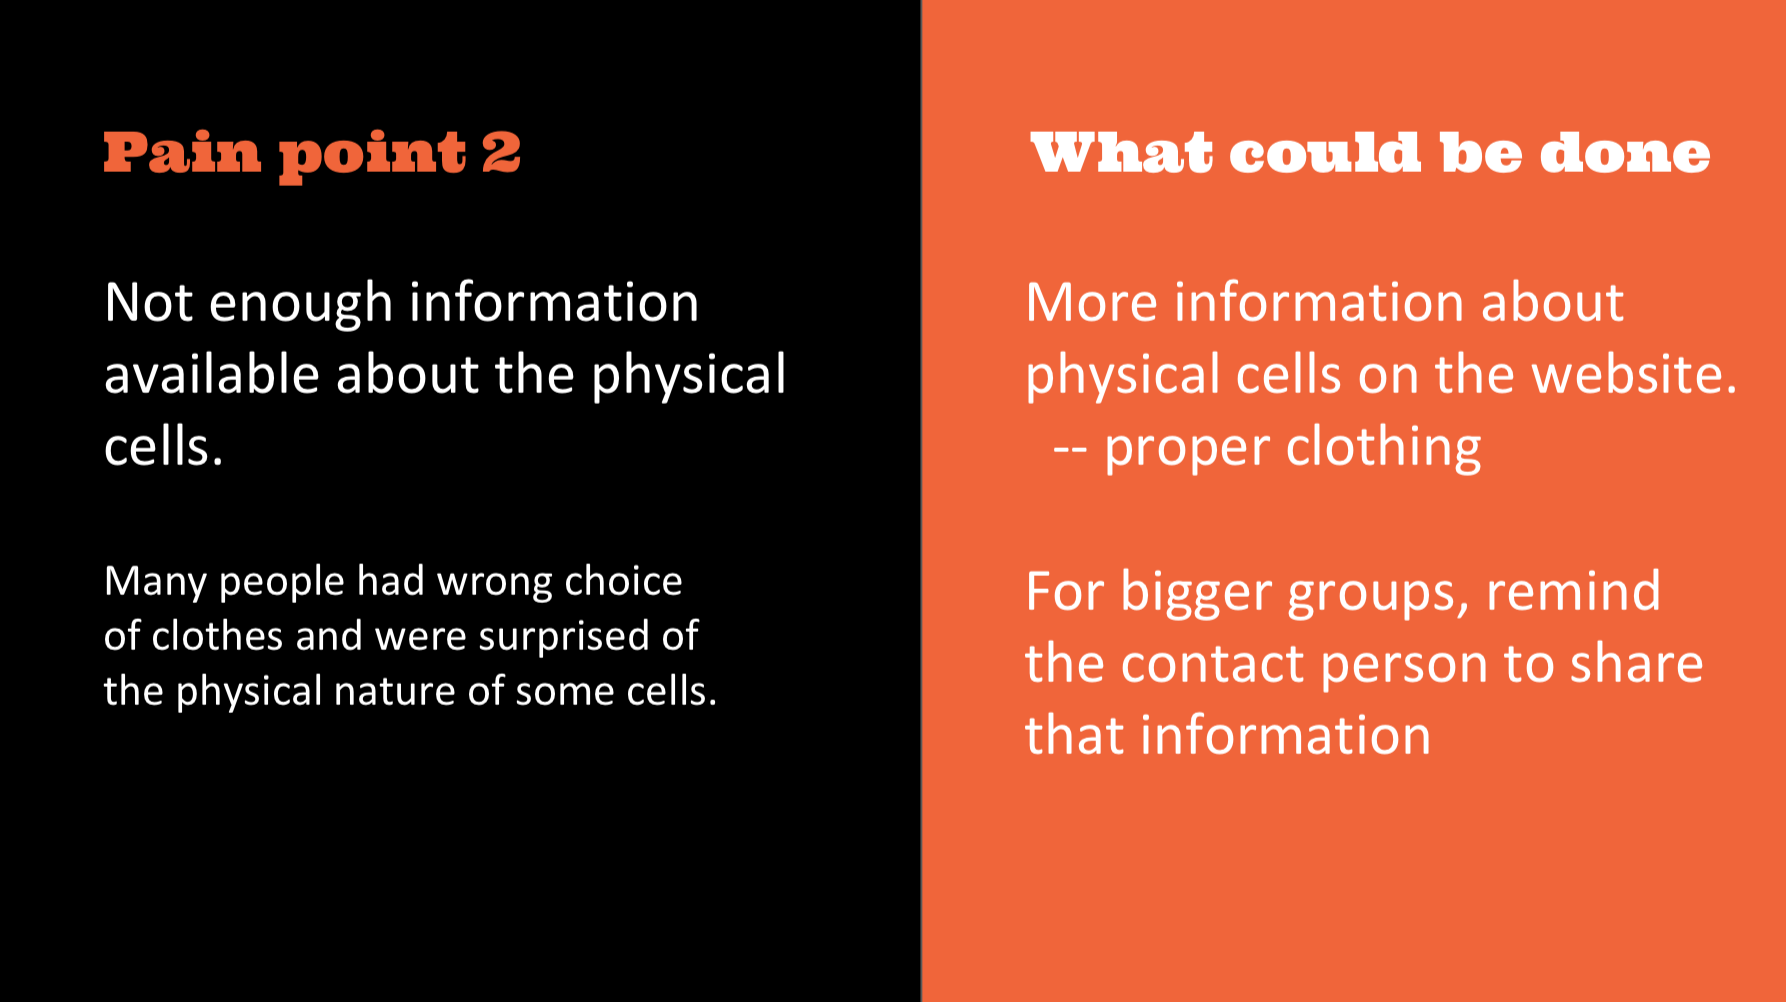 Pain point 2
Not enough information
available about the physical
cells.
Many people had wrong choice
of clothes and were surprised of
the physical nature of some cells.
What could be done
More information about
physical cells on the website.
-- proper clothing
For bigger groups, remind
the contact person to share
that information